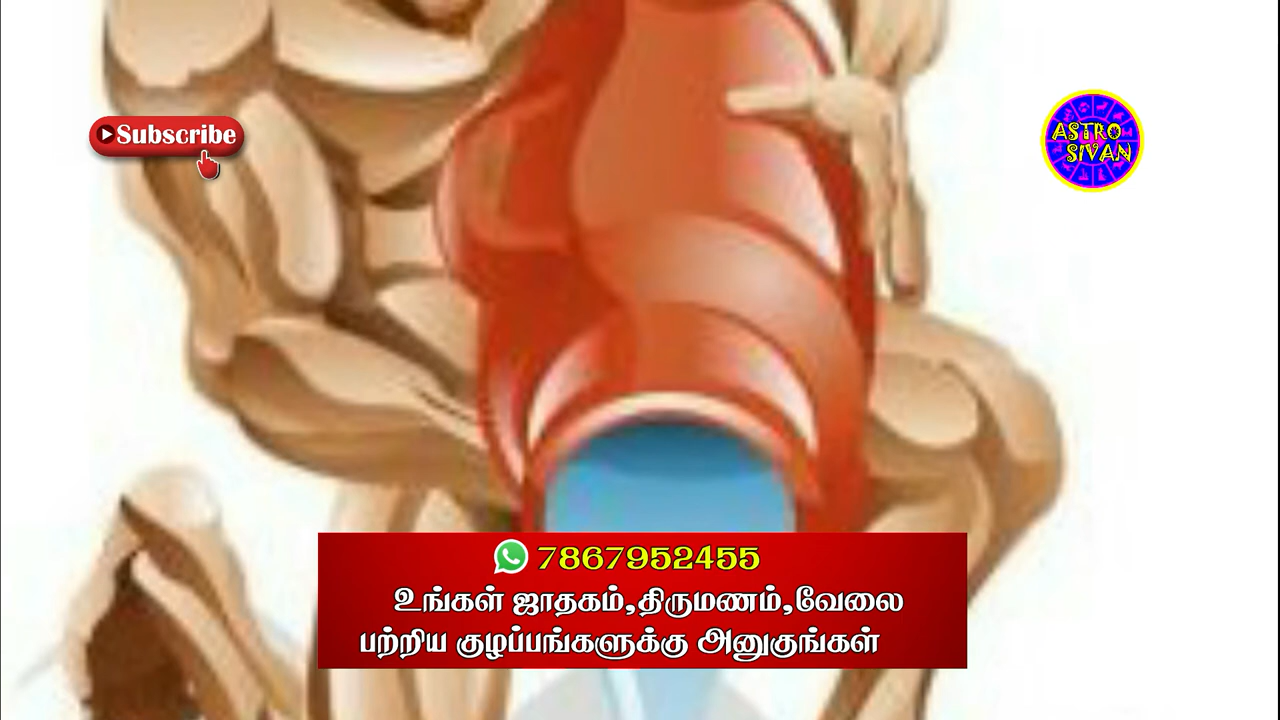 Subscribe
ASTRO
SIVAN
7867952455
உங்கள் ஜாதகம்,திருமணம்,வேலை
பற்றிய குழப்பங்களுக்கு அனுகுங்கள்